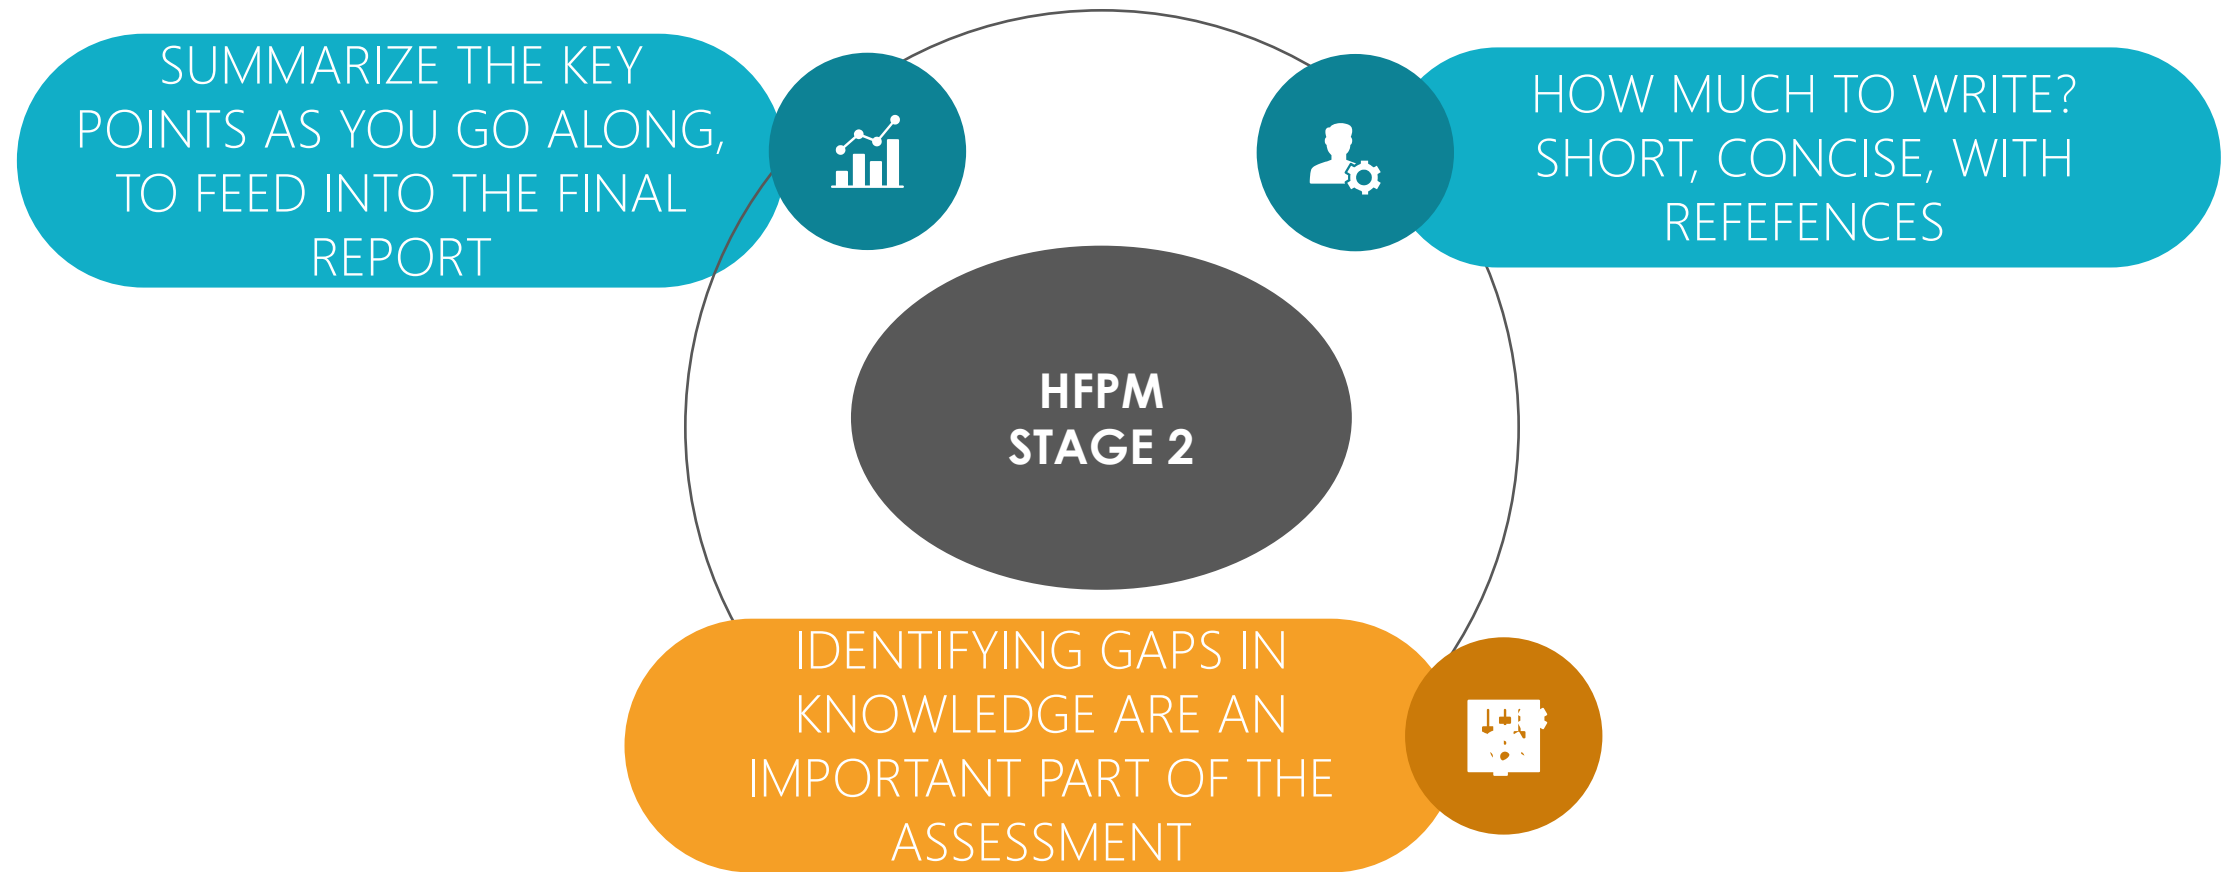 SUMMARIZE THE KEY
POINTS AS YOU GO ALONG,
TO FEED INTO THE FINAL
REPORT
HOW MUCH TO WRITE?
SHORT, CONCISE, WITH
REFEFENCES
HFPM
STAGE 2
IDENTIFYING GAPS IN
KNOWLEDGE ARE AN
IMPORTANT PART OF THE
ASSESSMENT